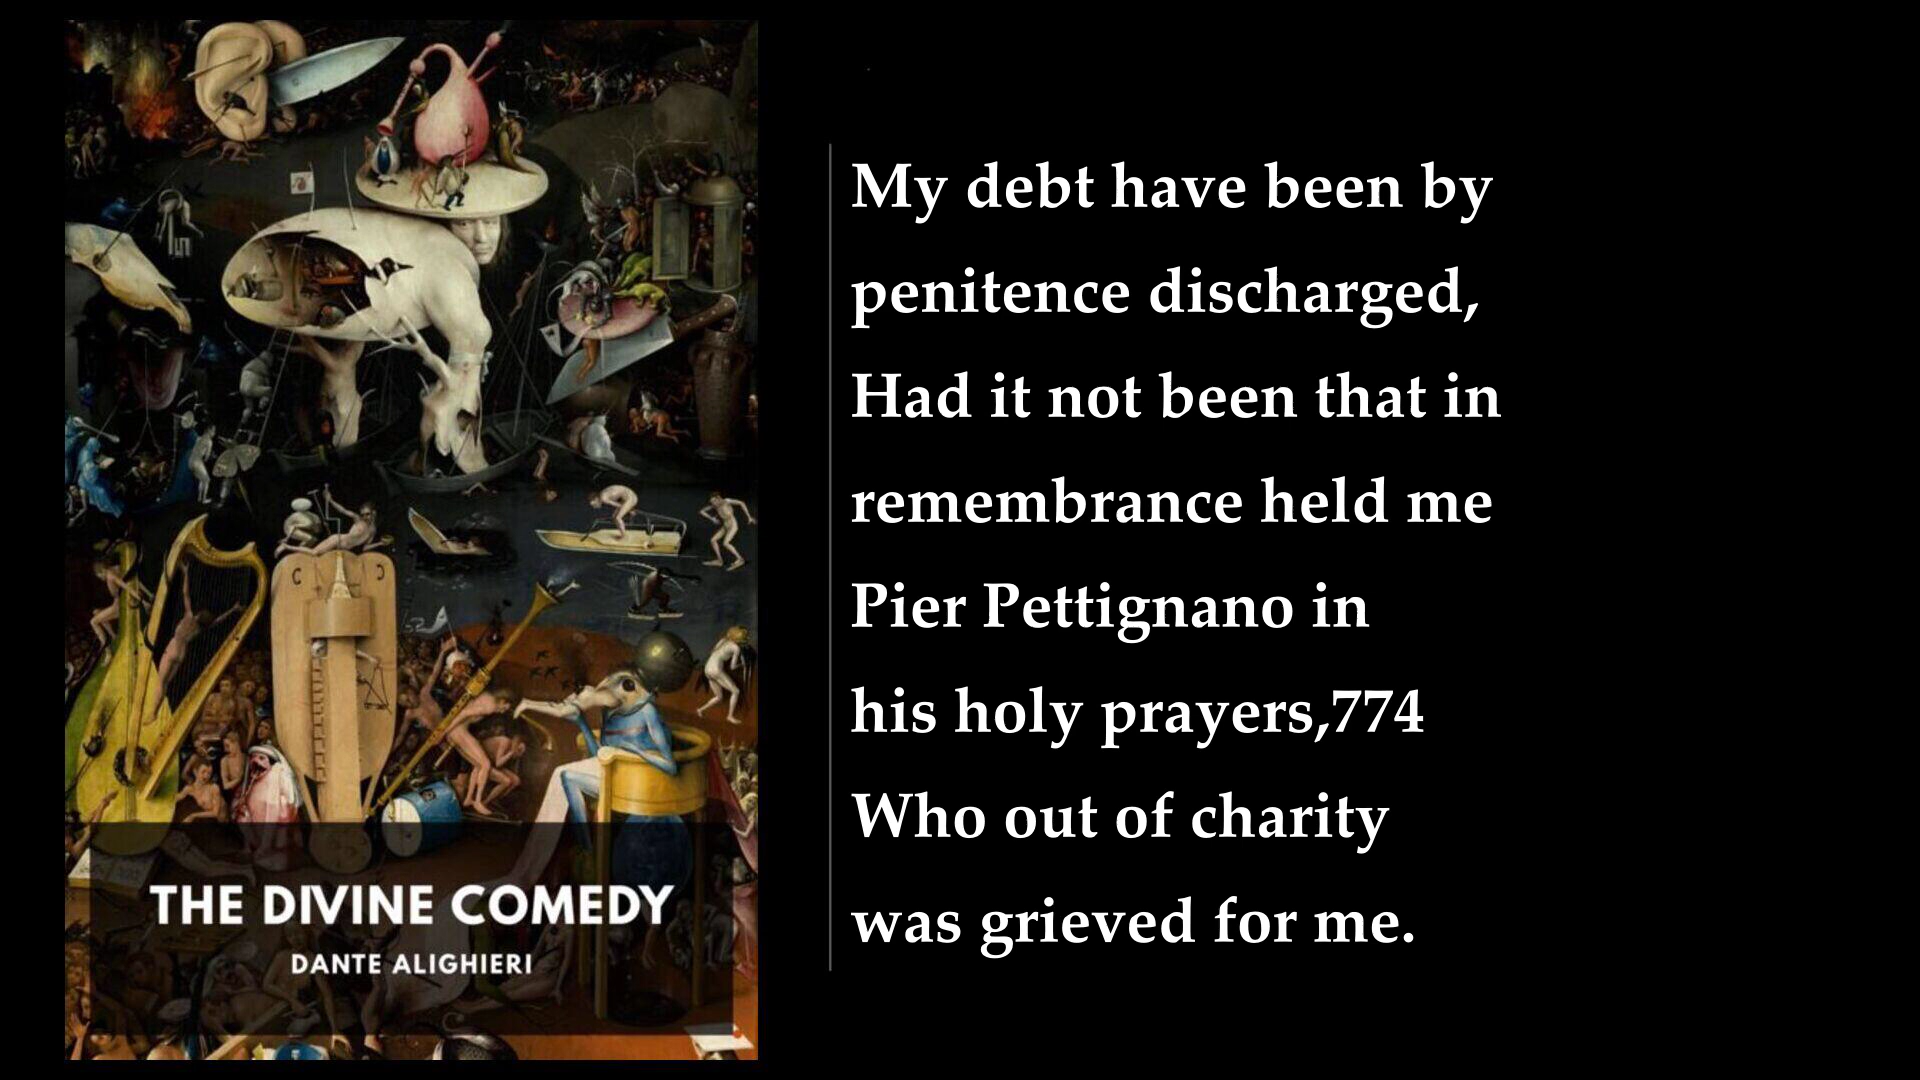 THE DIVINE COMEDY
DANTE ALIGHIERI
My debt have been by
penitence discharged,
Had it not been that in
remembrance held me
Pier Pettignano in
his holy prayers,774
Who out of charity
was grieved for me.